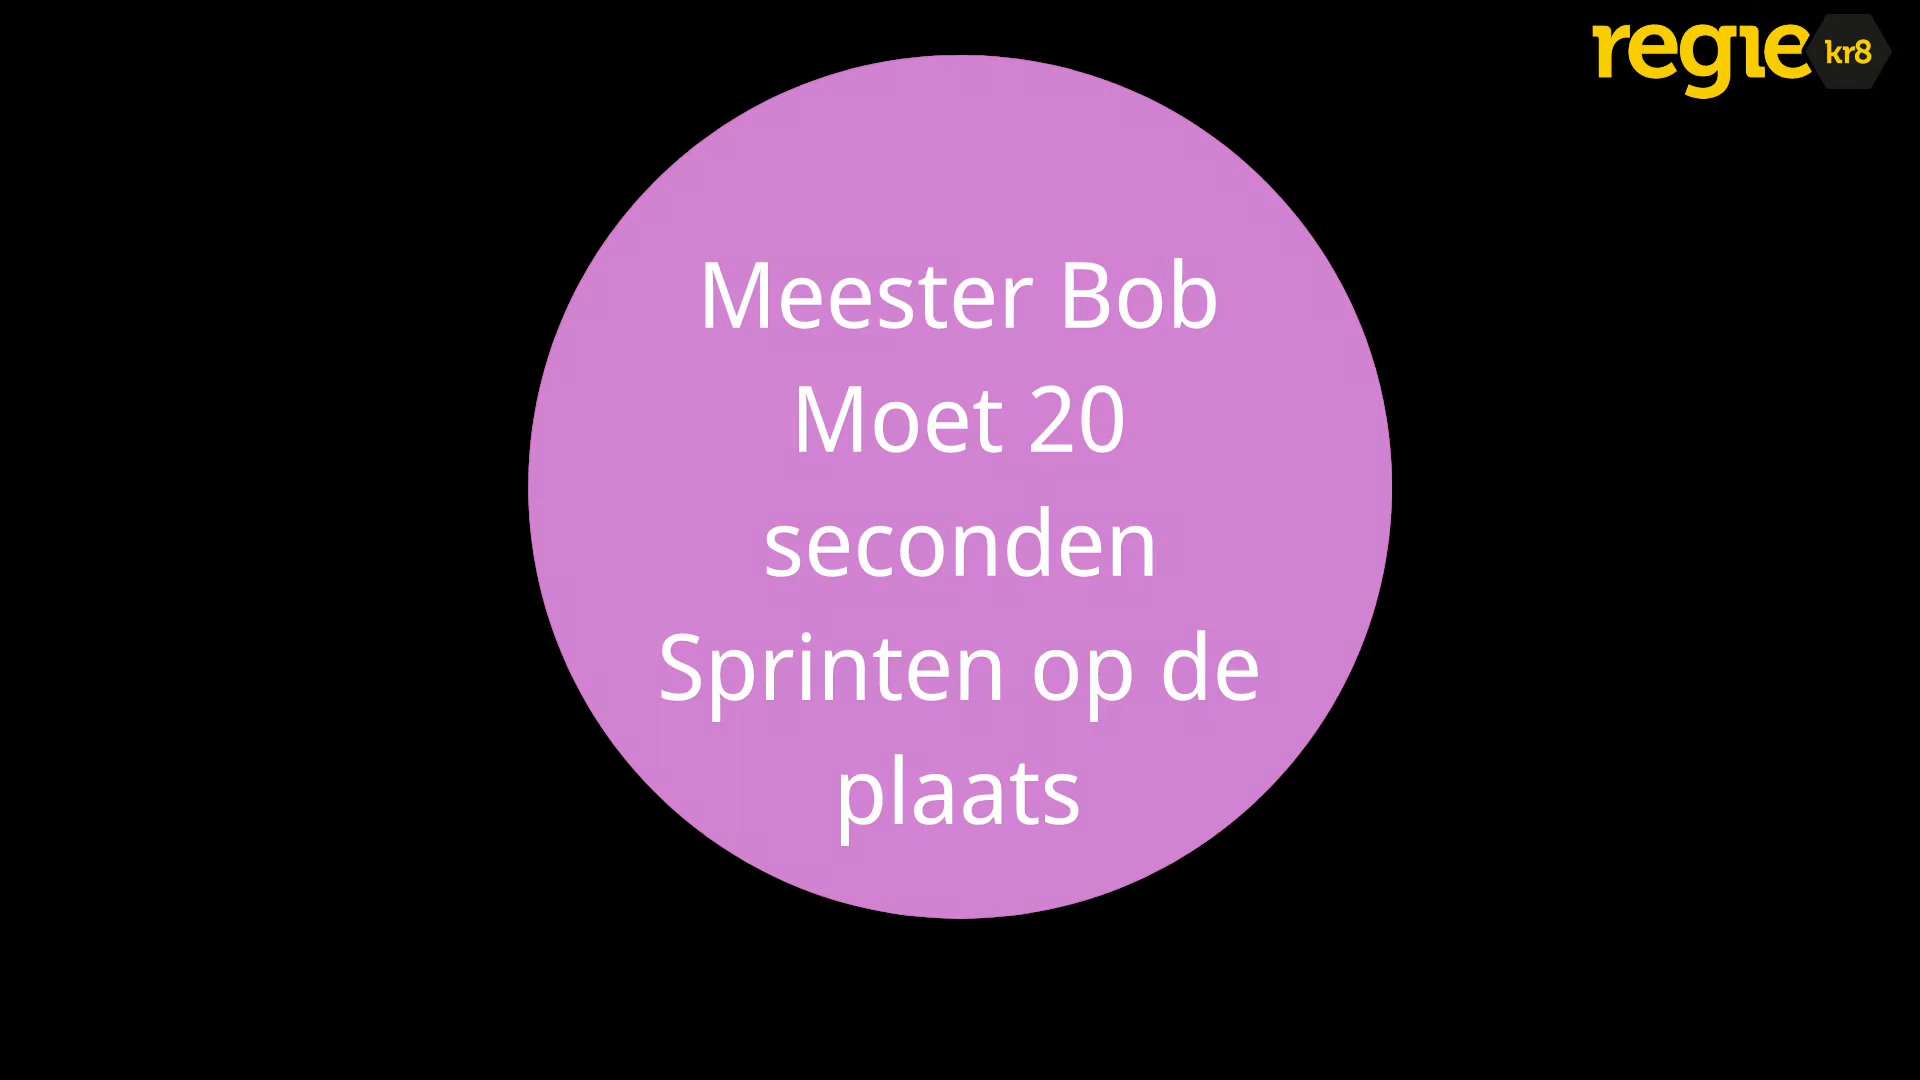 regie kr8
Meester Bob
Moet 20
seconden
Sprinten op de
plaats